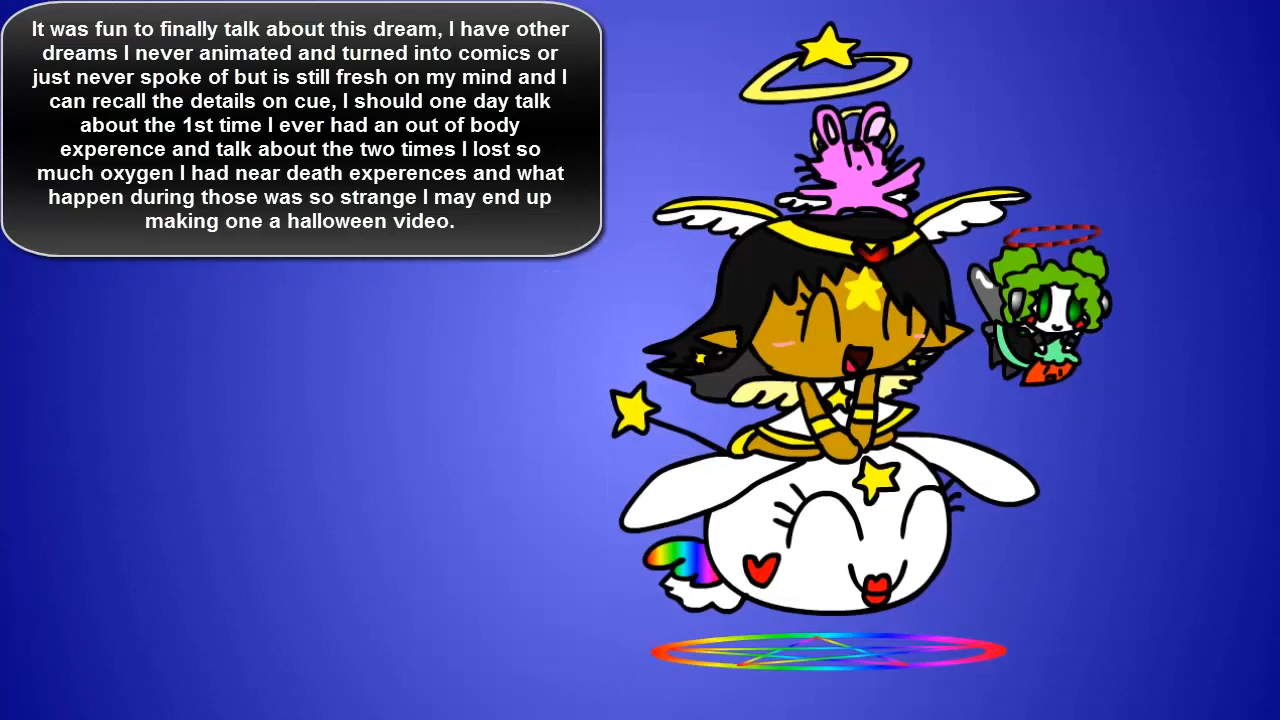 It was fun to finally talk about this dream, I have other
dreams I never animated and turned into comics or
just never spoke of but is still fresh on my mind and I
can recall the details on cue, I should one day talk
about the 1st time I ever had an out of body
experence and talk about the two times I lost so
much oxygen I had near death experences and what
happen during those was so strange I may end up
making one a halloween video.